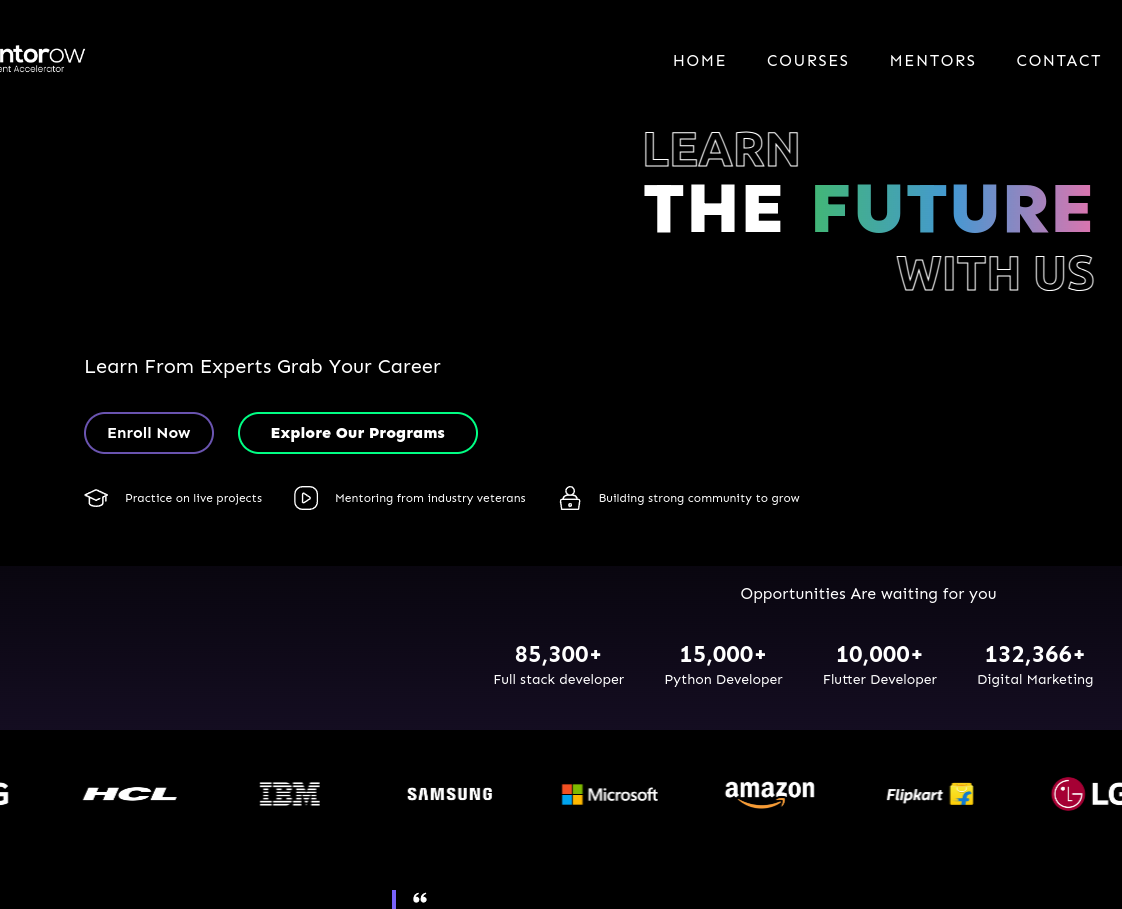 ntorow
ent Accelerator
HOME COURSES MENTORS CONTACT
LEARN
THE FUTURE
WITH US
Learn From Experts Grab Your Career
Enroll Now Explore Our Programs
Practice on live projects Mentoring from industry veterans Building strong community to grow
Opportunities Are waiting for you
85,300+ 15,000+ 10,000+ 132,366+
Full stack developer Python Developer Flutter Developer Digital Marketing
G HCL IBM SAMSUNG Microsoft amazon Flipkart LG
“